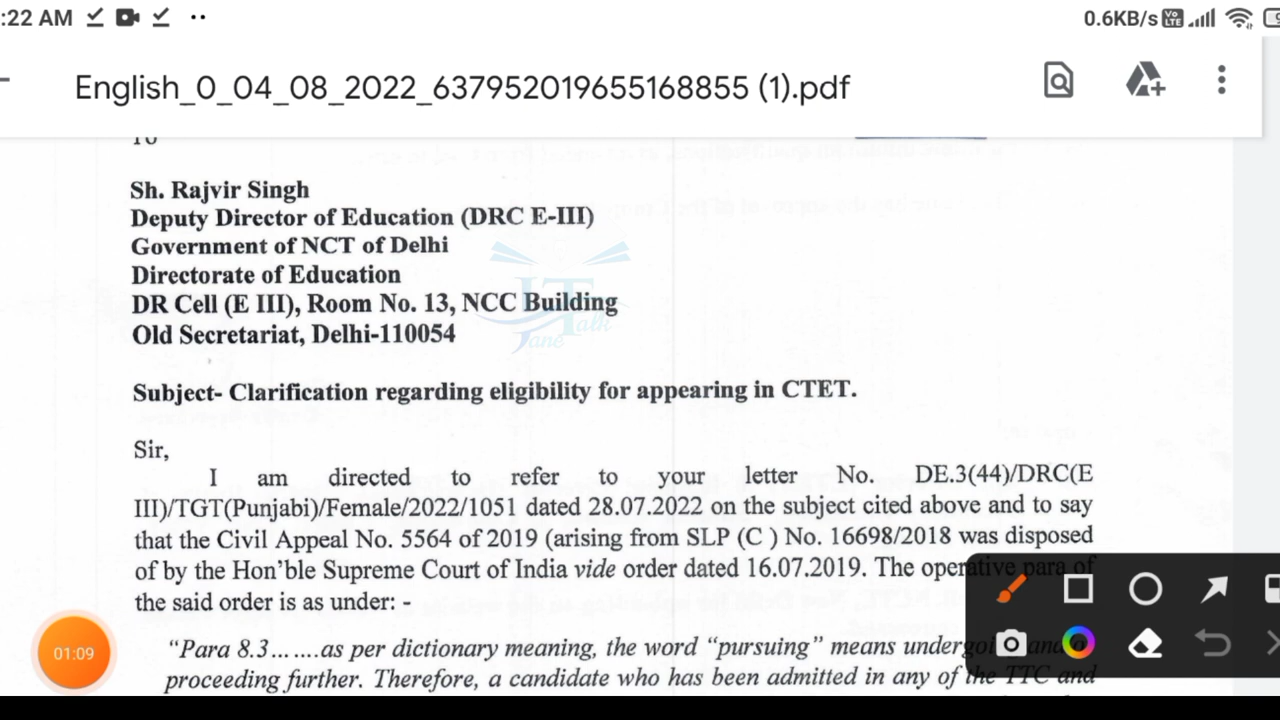 :22 AM
0.6KB/s
English_0_04_08_2022_637952019655168855 (1).pdf
To
Sh. Rajvir Singh
Deputy Director of Education (DRC E-III)
Government of NCT of Delhi
Directorate of Education
DR Cell (E III), Room No. 13, NCC Building
Old Secretariat, Delhi-110054
Subject- Clarification regarding eligibility for appearing in CTET.
Sir,
I am directed to refer to your letter No. DE.3(44)/DRC(E
III)/TGT(Punjabi)/Female/2022/1051 dated 28.07.2022 on the subject cited above and to say
that the Civil Appeal No. 5564 of 2019 (arising from SLP (C ) No. 16698/2018 was disposed
of by the Hon’ble Supreme Court of India vide order dated 16.07.2019. The operative para of
the said order is as under: -
“Para 8.3…….as per dictionary meaning, the word “pursuing” means undergoing and
proceeding further. Therefore, a candidate who has been admitted in any of the TTC and
01:09